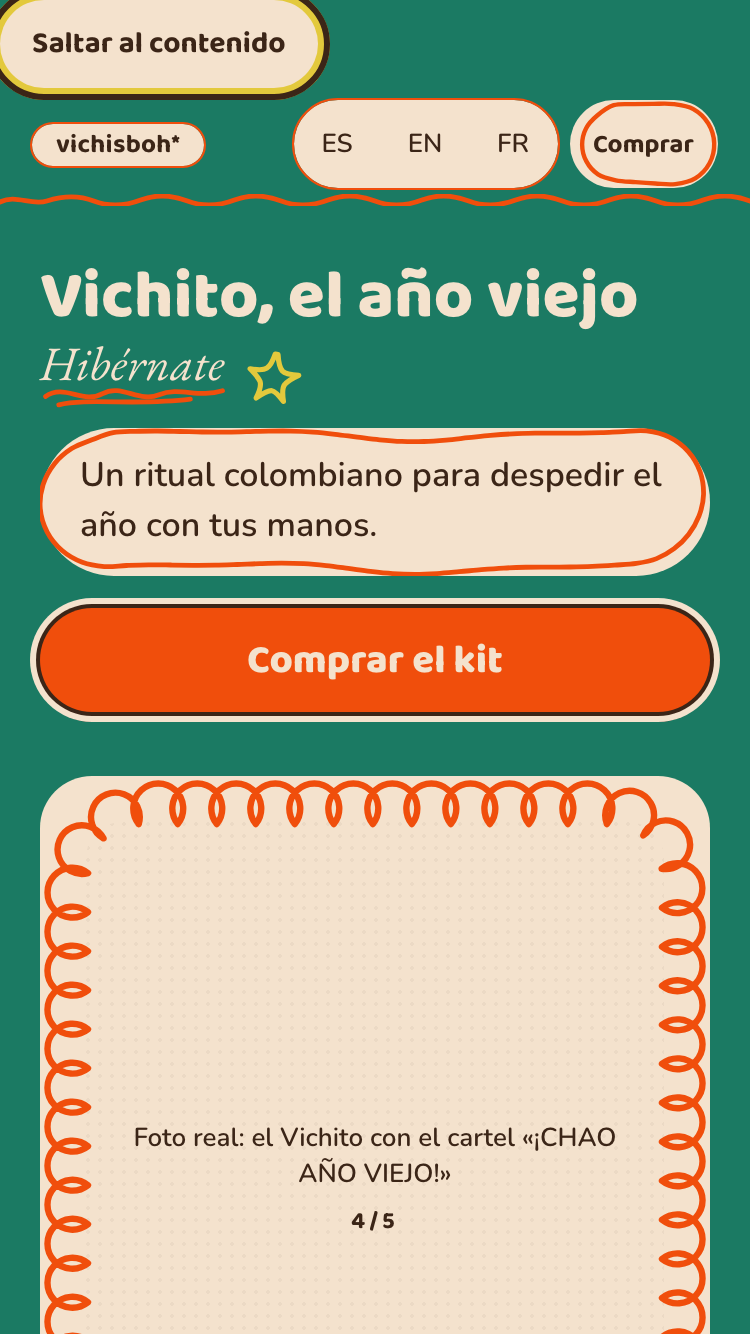 Saltar al contenido
vichisboh*
ES EN FR
Comprar
Vichito, el año viejo
Hibérnate
Un ritual colombiano para despedir el
año con tus manos.
Comprar el kit
Foto real: el Vichito con el cartel «¡CHAO
AÑO VIEJO!»
4 / 5